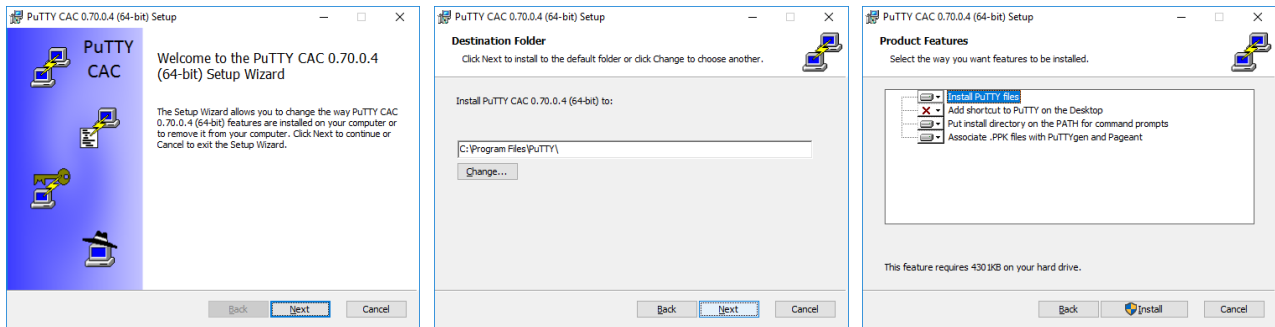 PuTTY CAC 0.70.0.4 (64-bit) Setup
PuTTY
CAC
Welcome to the PuTTY CAC 0.70.0.4
(64-bit) Setup Wizard
The Setup Wizard allows you to change the way PuTTY CAC
0.70.0.4 (64-bit) features are installed on your computer or
to remove it from your computer. Click Next to continue or
Cancel to exit the Setup Wizard.
Back
Next
Cancel
PuTTY CAC 0.70.0.4 (64-bit) Setup
Destination Folder
Click Next to install to the default folder or click Change to choose another.
Install PuTTY CAC 0.70.0.4 (64-bit) to:
C:\Program Files\PuTTY\
Change...
Back
Next
Cancel
PuTTY CAC 0.70.0.4 (64-bit) Setup
Product Features
Select the way you want features to be installed.
Install PuTTY files
Add shortcut to PuTTY on the Desktop
Put install directory on the PATH for command prompts
Associate .PPK files with PuTTYgen and Pageant
This feature requires 4301KB on your hard drive.
Back
Install
Cancel